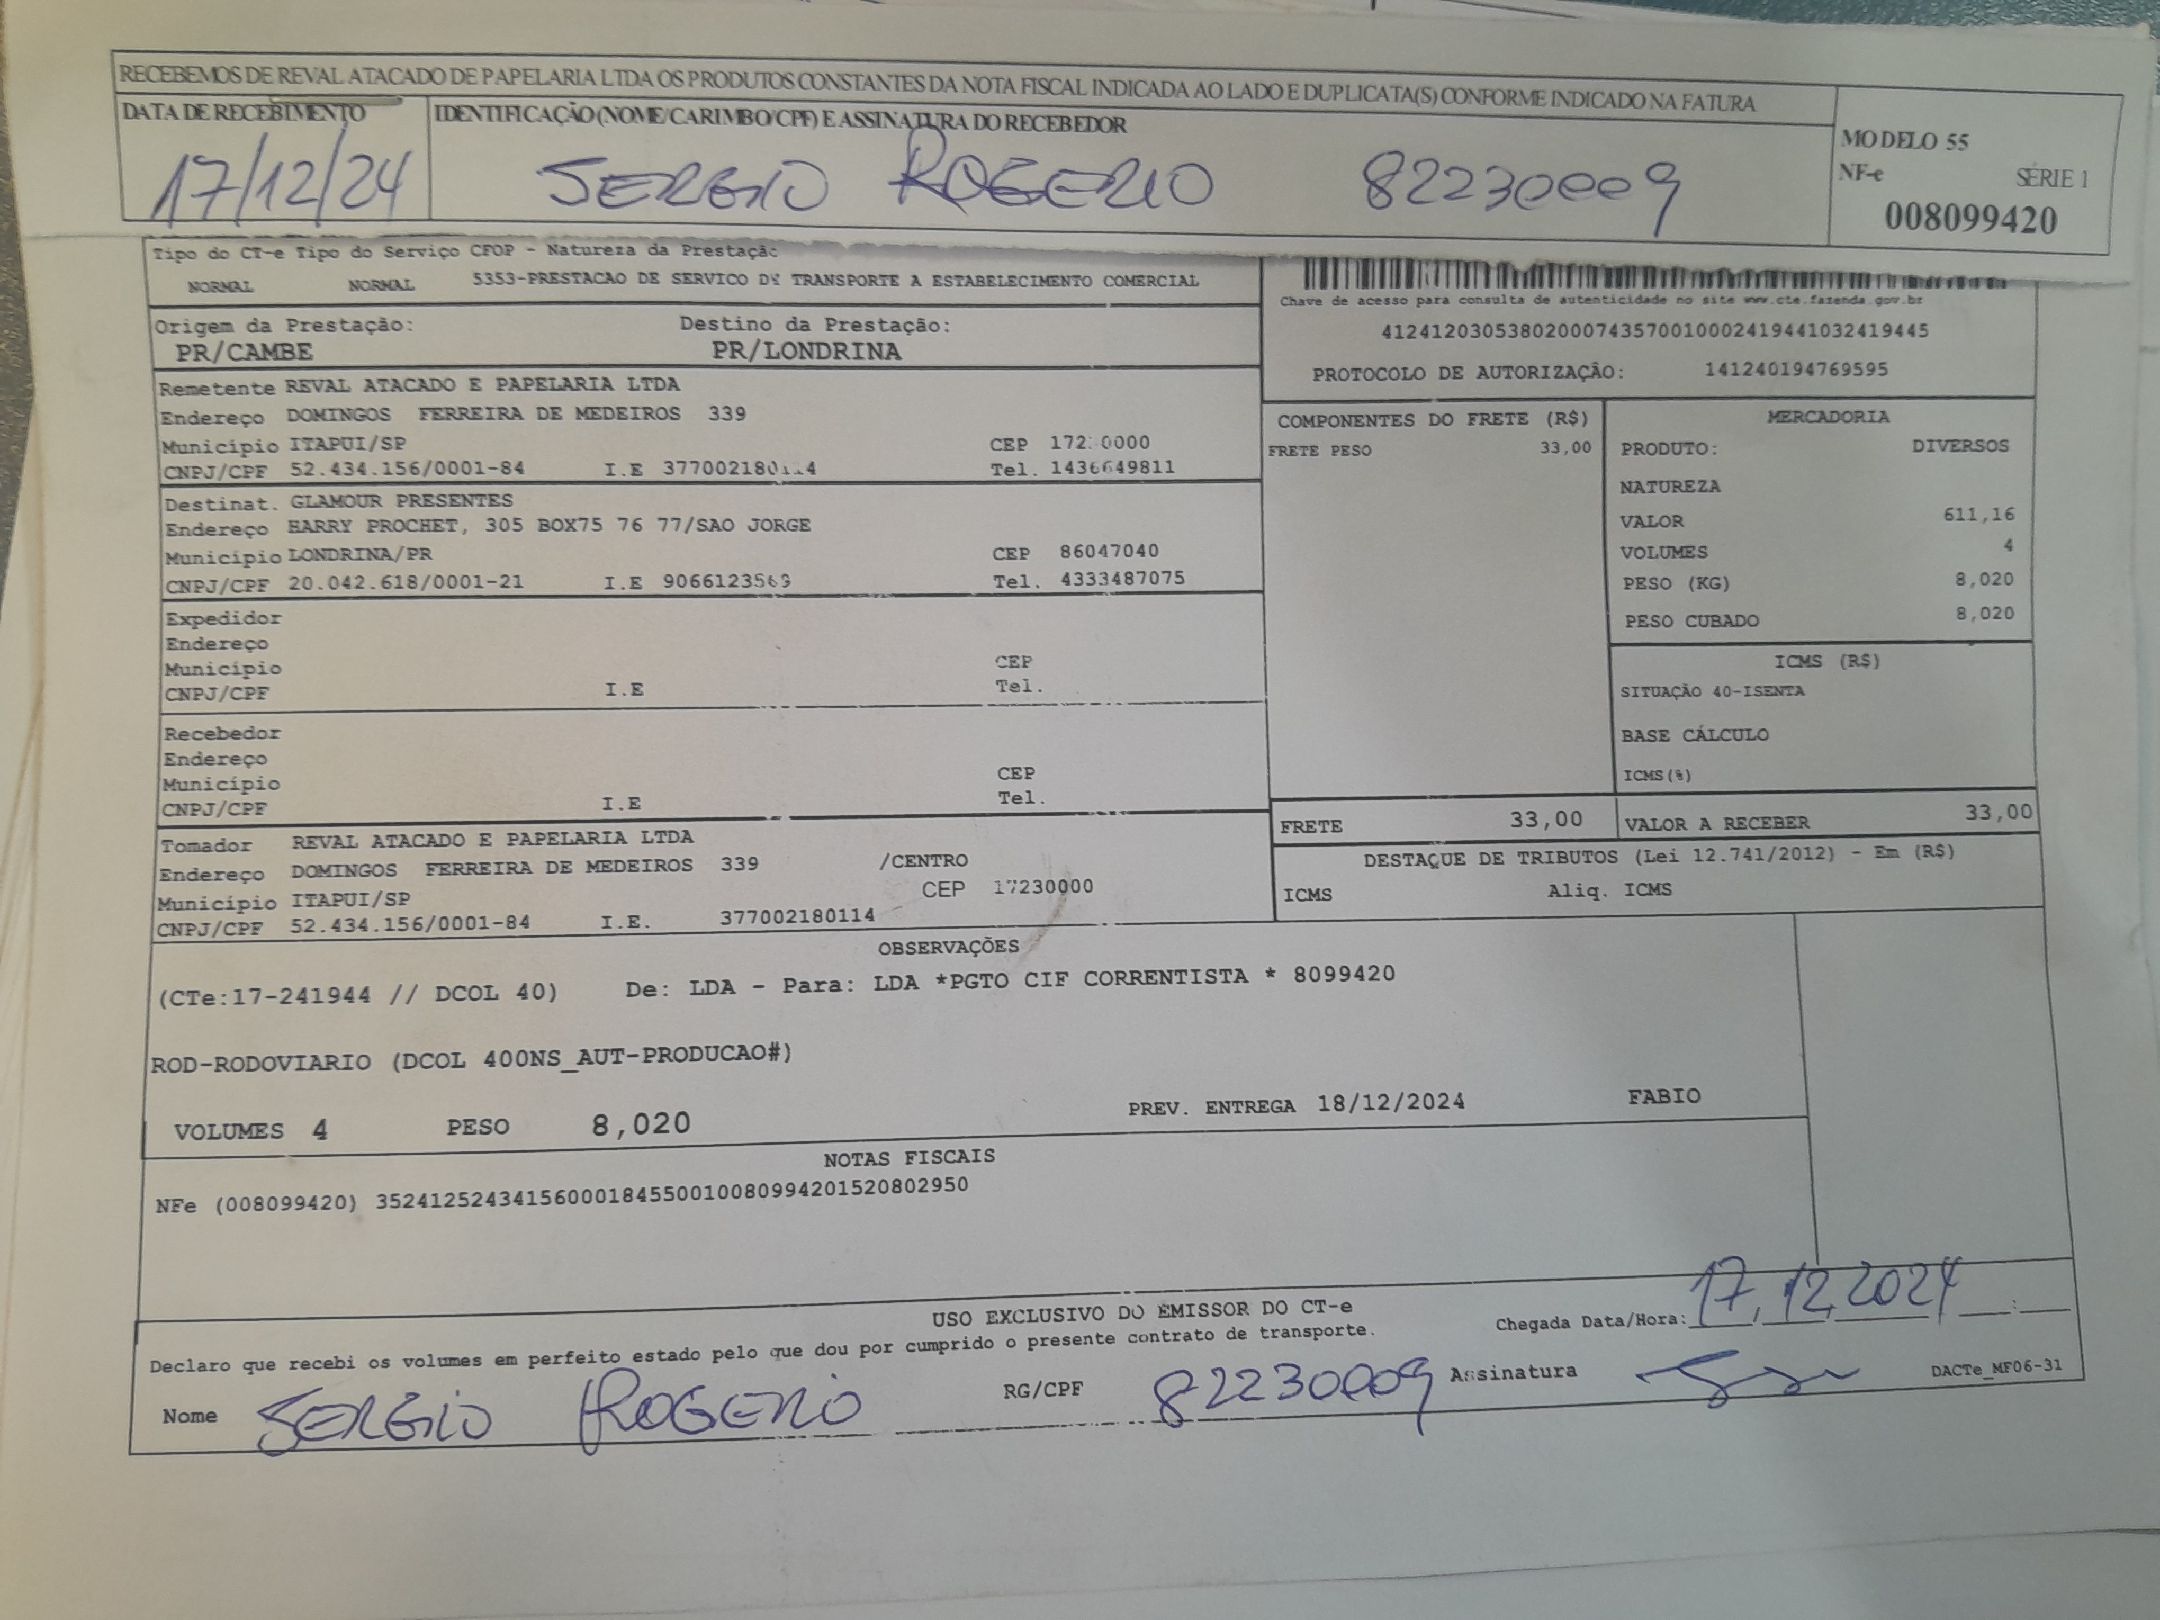 RECEBEMOS DE REVAL ATACADO DE PAPELARIA LTDA OS PRODUTOS CONSTANTES DA NOTA FISCAL INDICADA AO LADO E DUPLICATA(S) CONFORME INDICADO NA FATURA
DATA DE RECEBIMENTO IDENTIFICAÇÃO (NOME/CARIMBO/CPF) E ASSINATURA DO RECEBEDOR
17/12/24 SERGIO ROGERIO 82230009
MODELO 55
NF-e SÉRIE 1
008099420
Tipo do CT-e Tipo do Serviço CFOP - Natureza da Prestação
NORMAL NORMAL 5353-PRESTACAO DE SERVICO DE TRANSPORTE A ESTABELECIMENTO COMERCIAL
Chave de acesso para consulta de autenticidade no site www.cte.fazenda.gov.br
41241203053802000743570010002419441032419445
PROTOCOLO DE AUTORIZAÇÃO: 141240194769595
Origem da Prestação: Destino da Prestação:
PR/CAMBE PR/LONDRINA
Remetente REVAL ATACADO E PAPELARIA LTDA
Endereço DOMINGOS FERREIRA DE MEDEIROS 339
Município ITAPUI/SP CEP
CNPJ/CPF 52.434.156/0001-84 I.E 377002180114 Tel. 1436649811
Destinat. GLAMOUR PRESENTES
Endereço HARRY PROCHET, 305 BOX75 76 77/SAO JORGE
Município LONDRINA/PR CEP 86047040
CNPJ/CPF 20.042.618/0001-21 I.E Tel. 4333487075
Expedidor
Endereço
Município CEP
CNPJ/CPF I.E Tel.
Recebedor
Endereço
Município CEP
CNPJ/CPF I.E Tel.
Tomador REVAL ATACADO E PAPELARIA LTDA
Endereço DOMINGOS FERREIRA DE MEDEIROS 339 /CENTRO
Município ITAPUI/SP CEP 17230000
CNPJ/CPF 52.434.156/0001-84 I.E. 377002180114
COMPONENTES DO FRETE (R$)
FRETE PESO 33,00
MERCADORIA
PRODUTO: DIVERSOS
NATUREZA
VALOR 611,16
VOLUMES 4
PESO (KG) 8,020
PESO CUBADO 8,020
ICMS (R$)
SITUAÇÃO 40-ISENTA
BASE CÁLCULO
ICMS(%)
FRETE 33,00 VALOR A RECEBER 33,00
DESTAQUE DE TRIBUTOS (Lei 12.741/2012) - Em (R$)
ICMS Aliq. ICMS
OBSERVAÇÕES
(CTe:17-241944 // DCOL 40) De: LDA - Para: LDA *PGTO CIF CORRENTISTA * 8099420
ROD-RODOVIARIO (DCOL 400NS_AUT-PRODUCAO#)
VOLUMES 4 PESO 8,020 PREV. ENTREGA 18/12/2024 FABIO
NOTAS FISCAIS
NFe (008099420) 35241252434156000184550010080994201520802950
USO EXCLUSIVO DO EMISSOR DO CT-e
Declaro que recebi os volumes em perfeito estado pelo que dou por cumprido o presente contrato de transporte. Chegada Data/Hora: 17,12,2024 __:__
Nome SERGIO ROGERIO RG/CPF 82230009 Assinatura DACTe_MF06-31